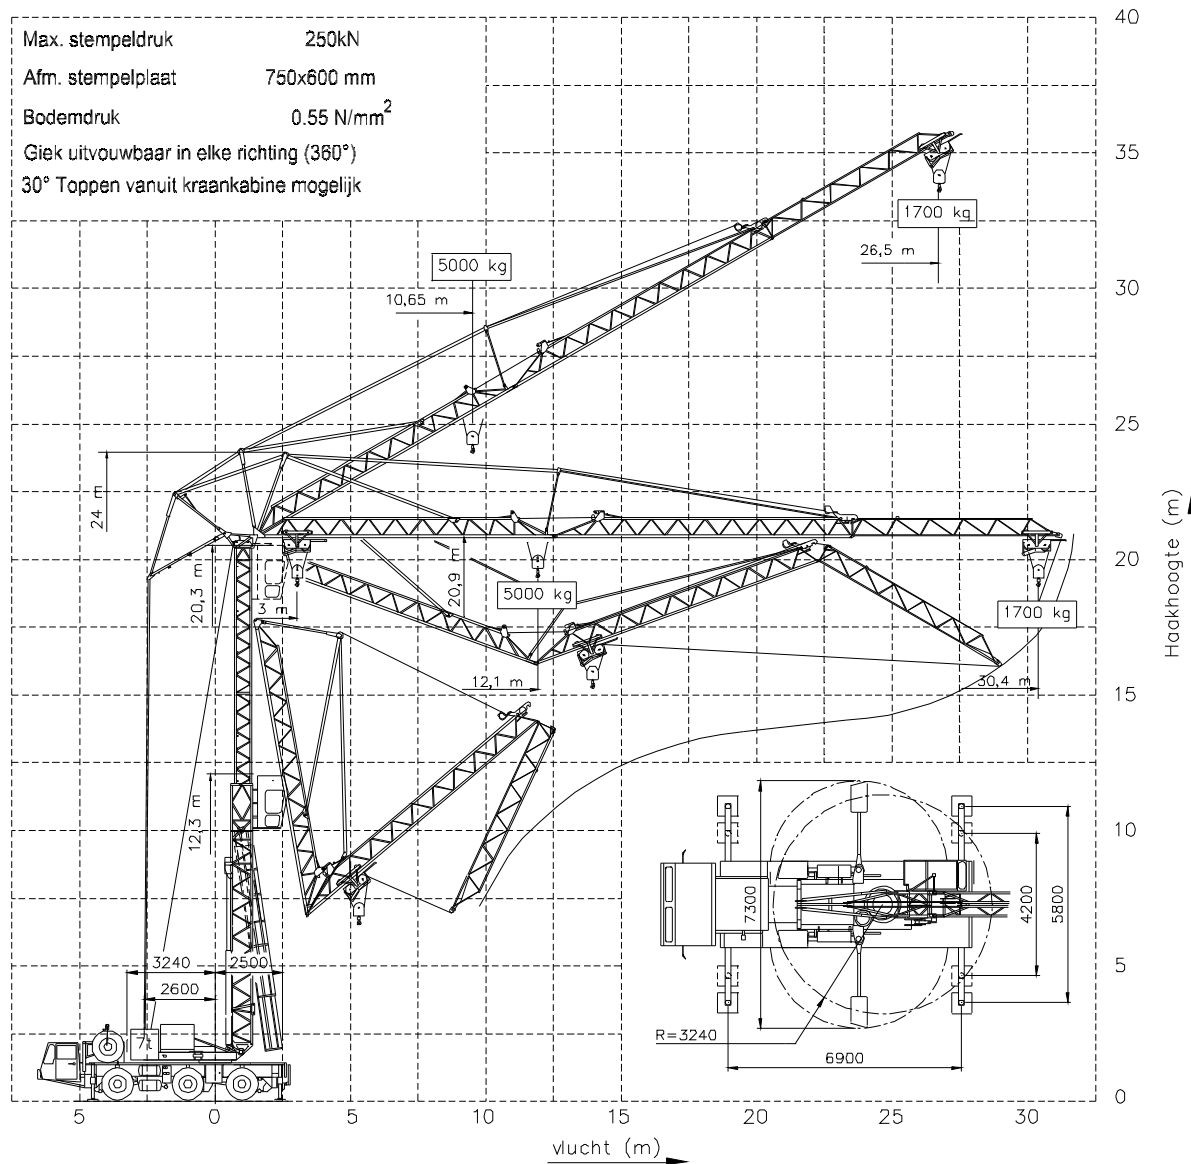 Max. stempeldruk 250kN
Afm. stempelplaat 750x600 mm
Bodemdruk 0.55 N/mm²
Giek uitvouwbaar in elke richting (360°)
30° Toppen vanuit kraankabine mogelijk
40
35
30
25
20
15
10
5
0
Haakhoogte (m)
1700 kg
26,5 m
5000 kg
10,65 m
24 m
20,3 m
3 m
20,9 m
5000 kg
1700 kg
12,1 m
30,4 m
12,3 m
3240
2500
2600
7t
7300
4200
5800
R=3240
6900
5
0
5
10
15
20
25
30
vlucht (m)